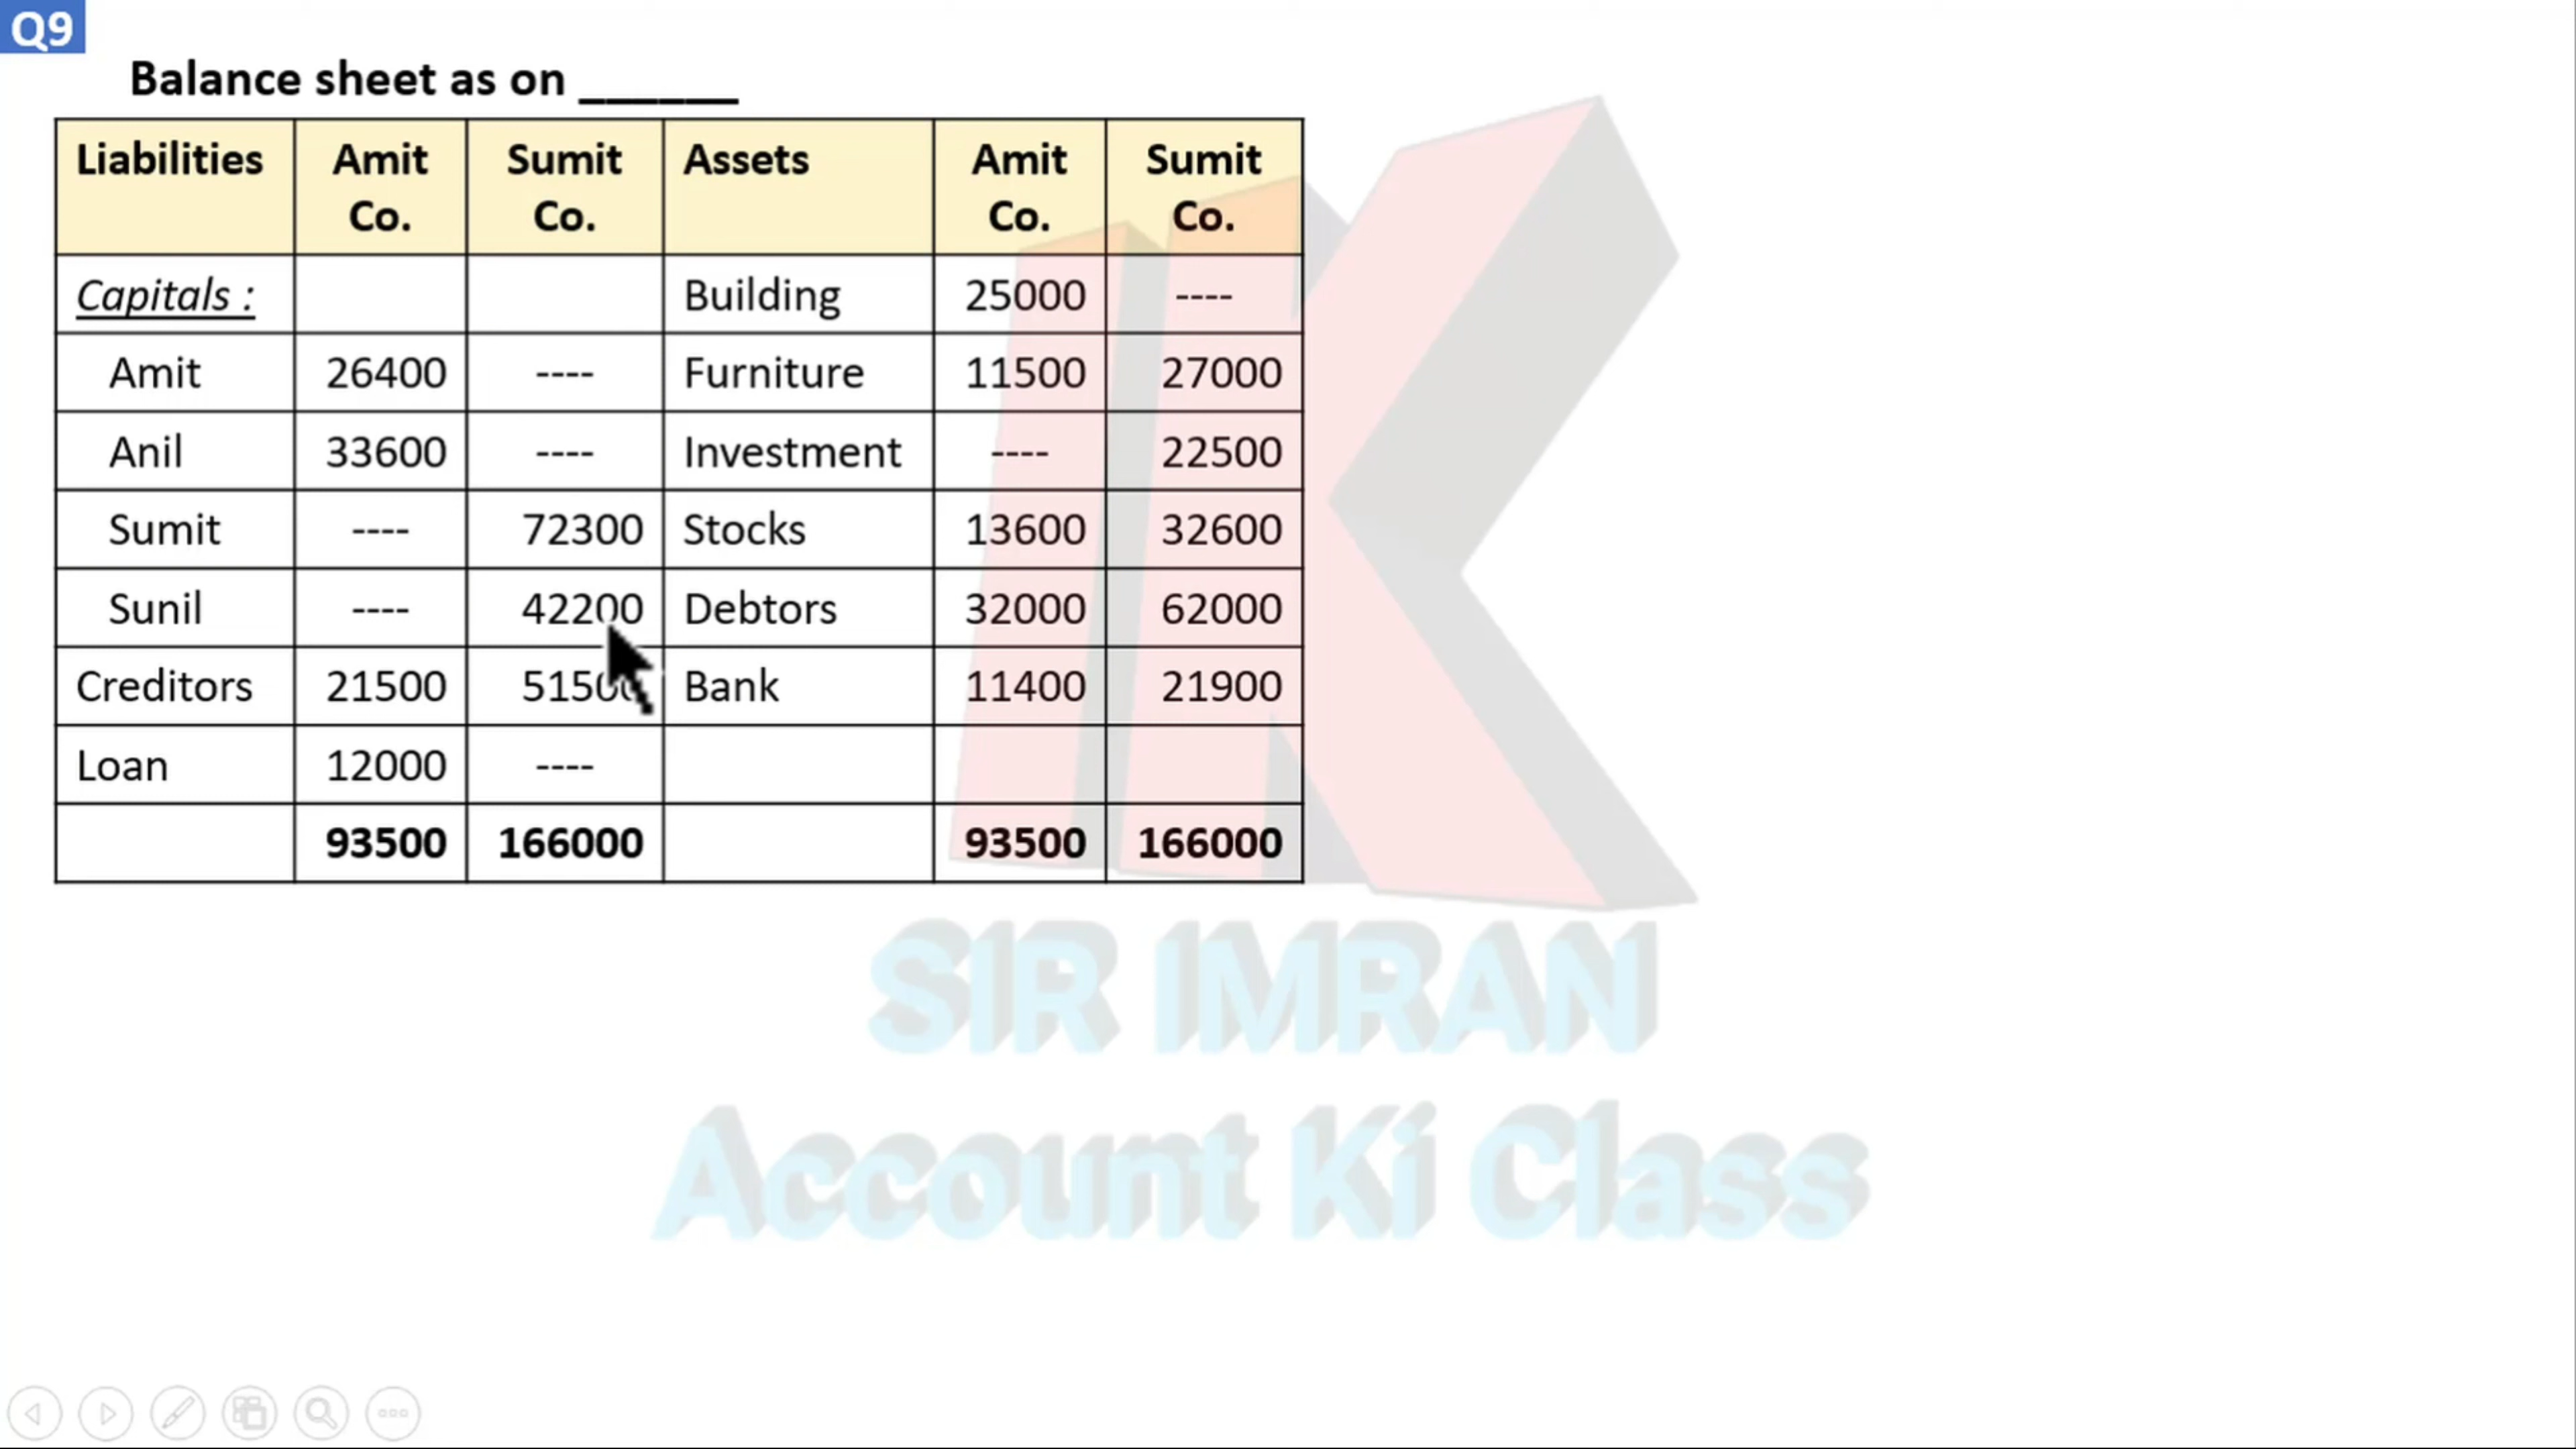 Q9
Balance sheet as on ______
Liabilities Amit Co. Sumit Co. Assets Amit Co. Sumit Co.
Capitals : Building 25000 ----
Amit 26400 ---- Furniture 11500 27000
Anil 33600 ---- Investment ---- 22500
Sumit ---- 72300 Stocks 13600 32600
Sunil ---- 42200 Debtors 32000 62000
Creditors 21500 51500 Bank 11400 21900
Loan 12000 ----
93500 166000 93500 166000
SIR IMRAN
Account Ki Class